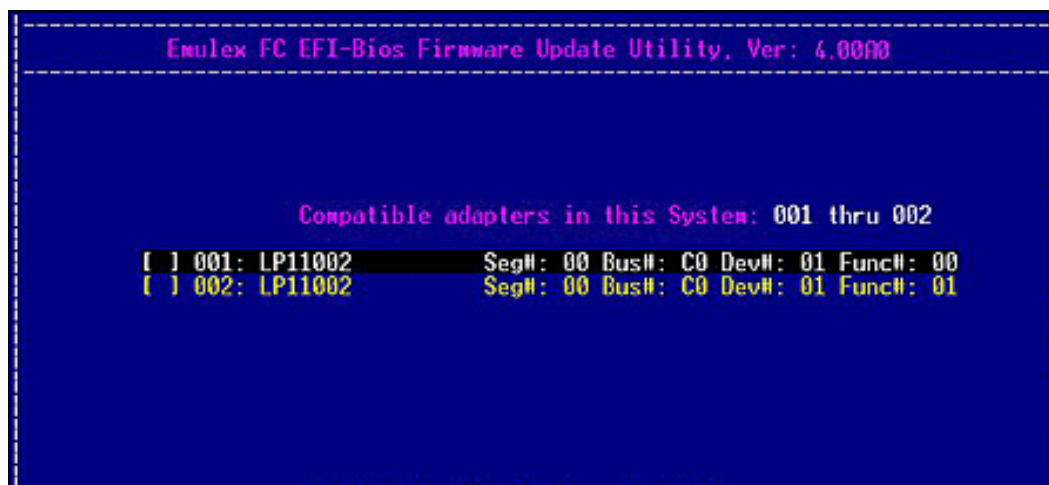 Emulex FC EFI-Bios Firmware Update Utility, Ver: 4.00A0
Compatible adapters in this System: 001 thru 002
[ ] 001: LP11002 Seg#: 00 Bus#: C0 Dev#: 01 Func#: 00
[ ] 002: LP11002 Seg#: 00 Bus#: C0 Dev#: 01 Func#: 01